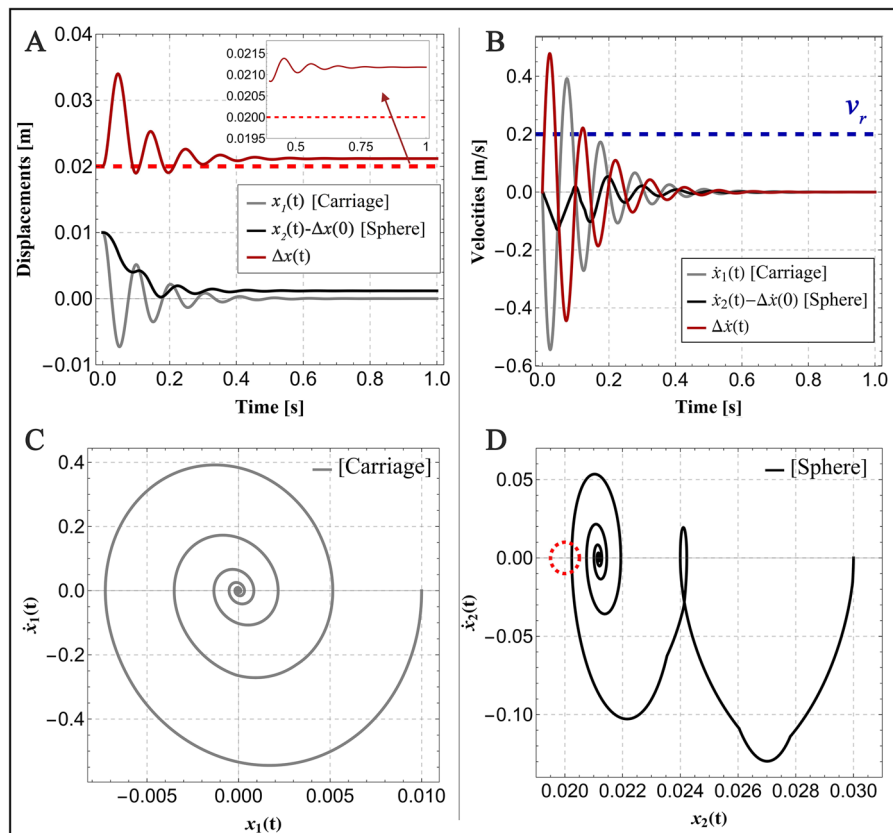 A
Displacements [m]
0.04
0.03
0.02
0.01
0.00
−0.01
0.0
0.2
0.4
0.6
0.8
1.0
Time [s]
0.0215
0.0210
0.0205
0.0200
0.0195
0.5
0.75
1
x₁(t) [Carriage]
x₂(t)−Δx(0) [Sphere]
Δx(t)
B
Velocities [m/s]
0.4
0.2
0.0
−0.2
−0.4
−0.6
0.0
0.2
0.4
0.6
0.8
1.0
Time [s]
vᵣ
ẋ₁(t) [Carriage]
ẋ₂(t)−Δẋ(0) [Sphere]
Δẋ(t)
C
[Carriage]
ẋ₁(t)
0.4
0.2
0.0
−0.2
−0.4
−0.005
0.000
0.005
0.010
x₁(t)
D
[Sphere]
ẋ₂(t)
0.05
0.00
−0.05
−0.10
0.020
0.022
0.024
0.026
0.028
0.030
x₂(t)